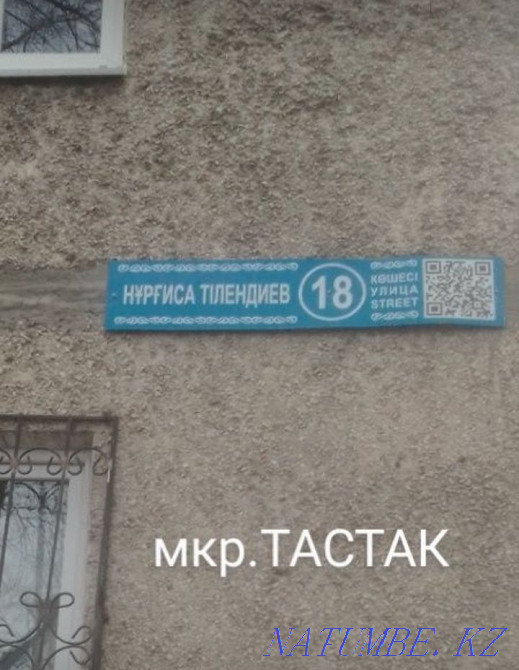 НҰРҒИСА ТІЛЕНДИЕВ 18 КӨШЕСІ
УЛИЦА
STREET
мкр.ТАСТАК
NATUMBE.KZ